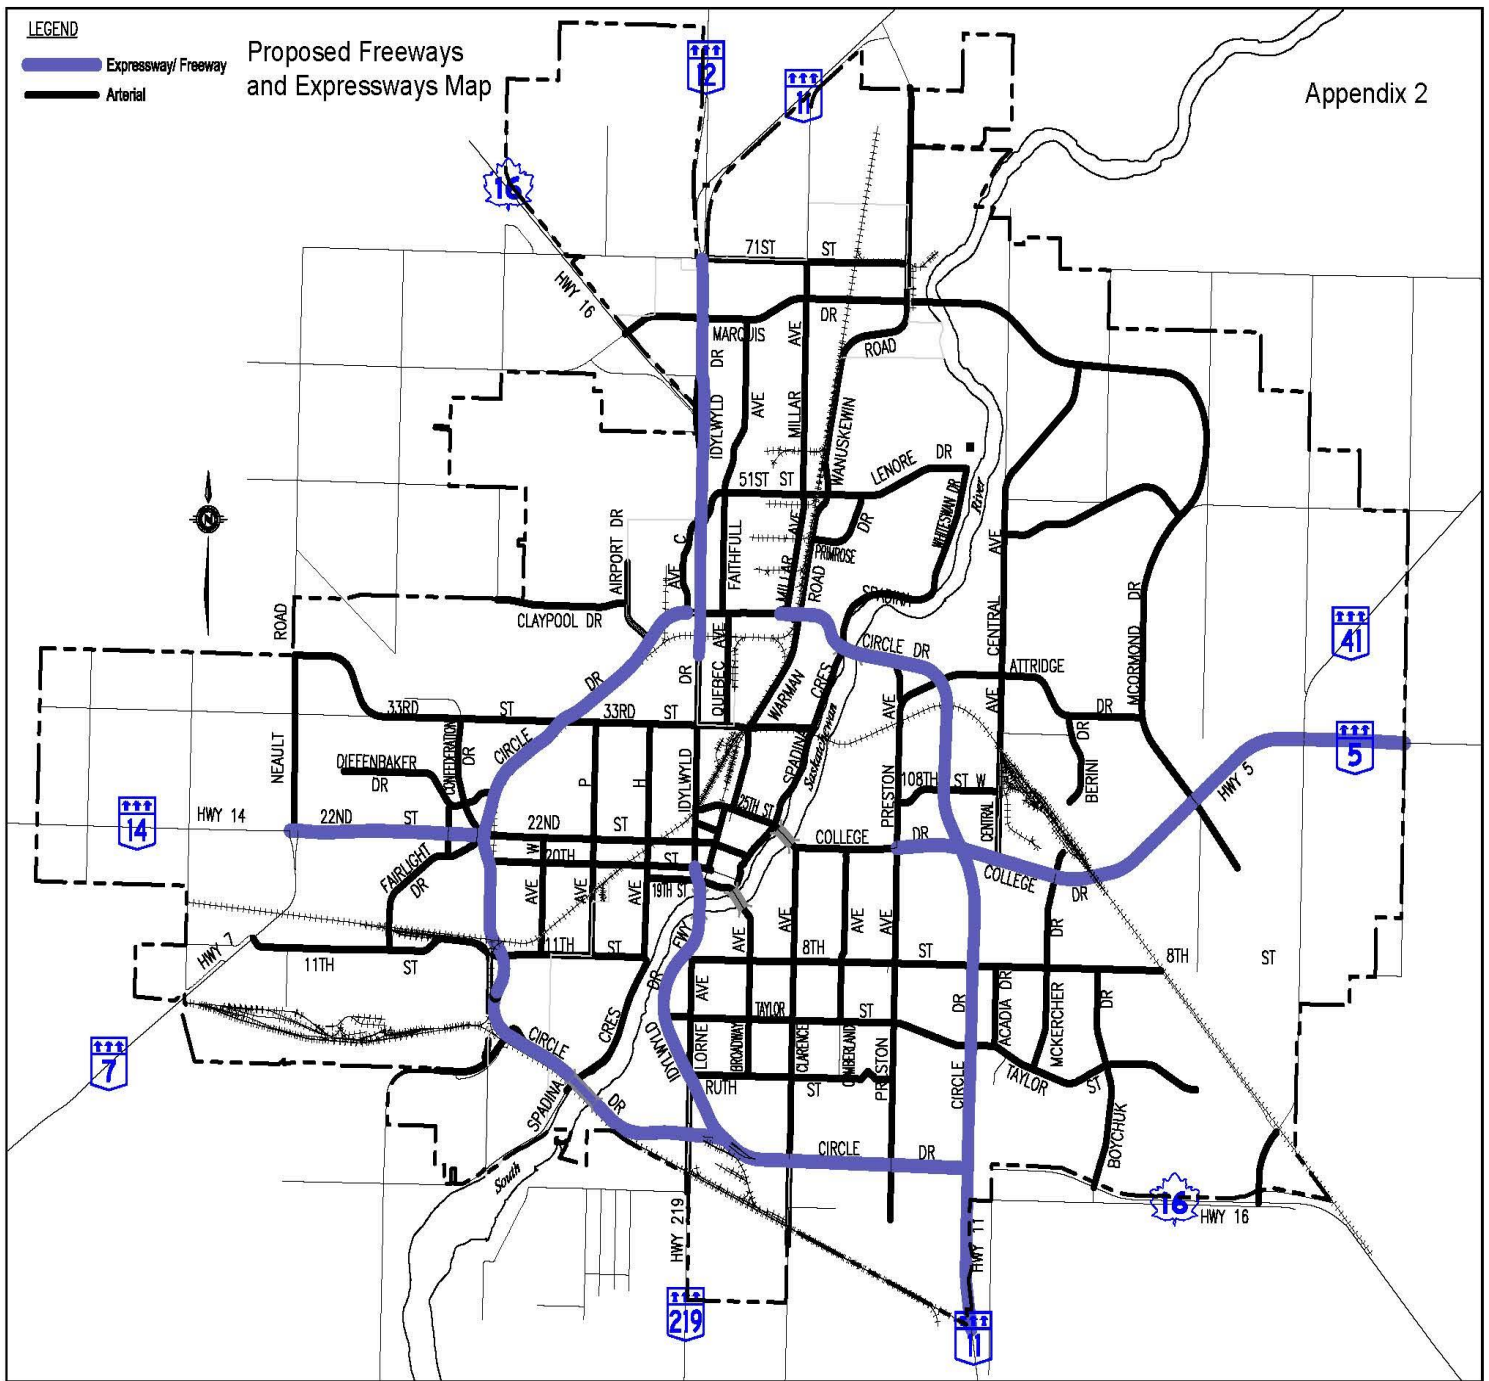 LEGEND
Expressway/ Freeway
Arterial
Proposed Freeways
and Expressways Map
Appendix 2
12
11
16
HWY 16
71ST ST
MARQUIS DR
IDYLWYLD DR
AVE
MILLAR AVE
WANUSKEWIN ROAD
51ST ST
LENORE DR
WHITESWAN DR
River
PRIMROSE DR
AIRPORT DR
AVE C
FAITHFULL
MILLAR AVE
ROAD
SPADINA
CLAYPOOL DR
CENTRAL AVE
MCORMOND DR
41
NEAULT ROAD
CIRCLE DR
QUEBEC AVE
WARMAN
SPADINA CRES
CIRCLE DR
ATTRIDGE DR
33RD ST
33RD ST
CONFEDERATION DR
DIEFENBAKER DR
Saskatchewan
PRESTON AVE
108TH ST W
CENTRAL AVE
BERINI DR
HWY 5
5
14
HWY 14
22ND ST
22ND ST
P
H
IDYLWYLD DR
25TH ST
COLLEGE DR
COLLEGE DR
FAIRLIGHT DR
W
20TH ST
AVE
AVE
AVE
19TH ST
11TH ST
11TH ST
HWY 7
7
IDYLWYLD DR FWY
AVE
AVE
AVE
AVE
AVE
8TH ST
8TH ST
LORNE
BROADWAY
TAYLOR ST
CLARENCE
CUMBERLAND
PRESTON
CIRCLE DR
ACADIA DR
MCKERCHER DR
DR
TAYLOR ST
BOYCHUK
RUTH ST
SPADINA CRES
CIRCLE DR
CIRCLE DR
South
HWY 219
219
HWY 11
11
16
HWY 16
N